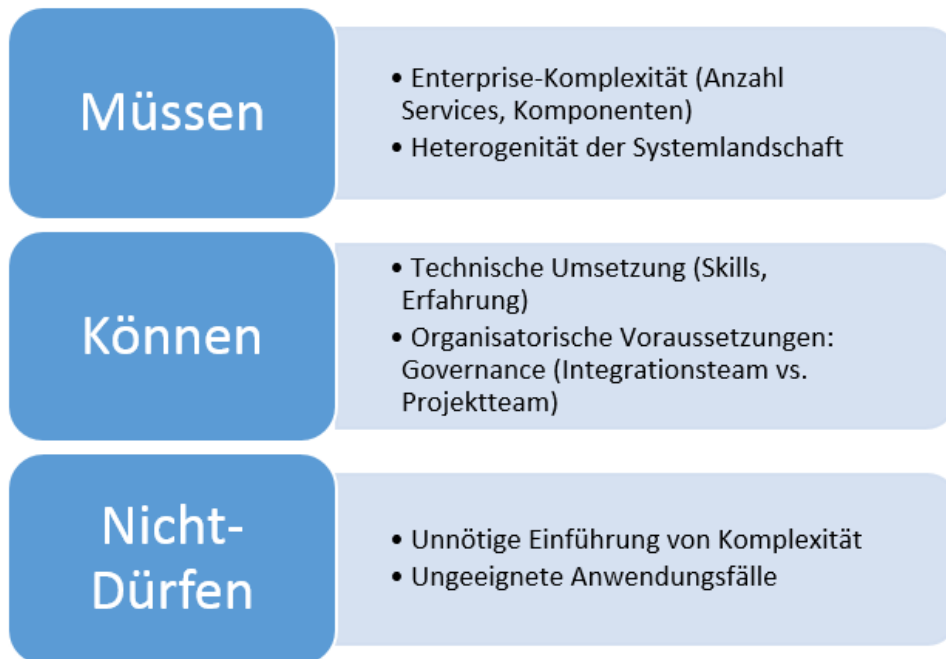 Müssen
• Enterprise-Komplexität (Anzahl
Services, Komponenten)
• Heterogenität der Systemlandschaft
Können
• Technische Umsetzung (Skills,
Erfahrung)
• Organisatorische Voraussetzungen:
Governance (Integrationsteam vs.
Projektteam)
Nicht-
Dürfen
• Unnötige Einführung von Komplexität
• Ungeeignete Anwendungsfälle